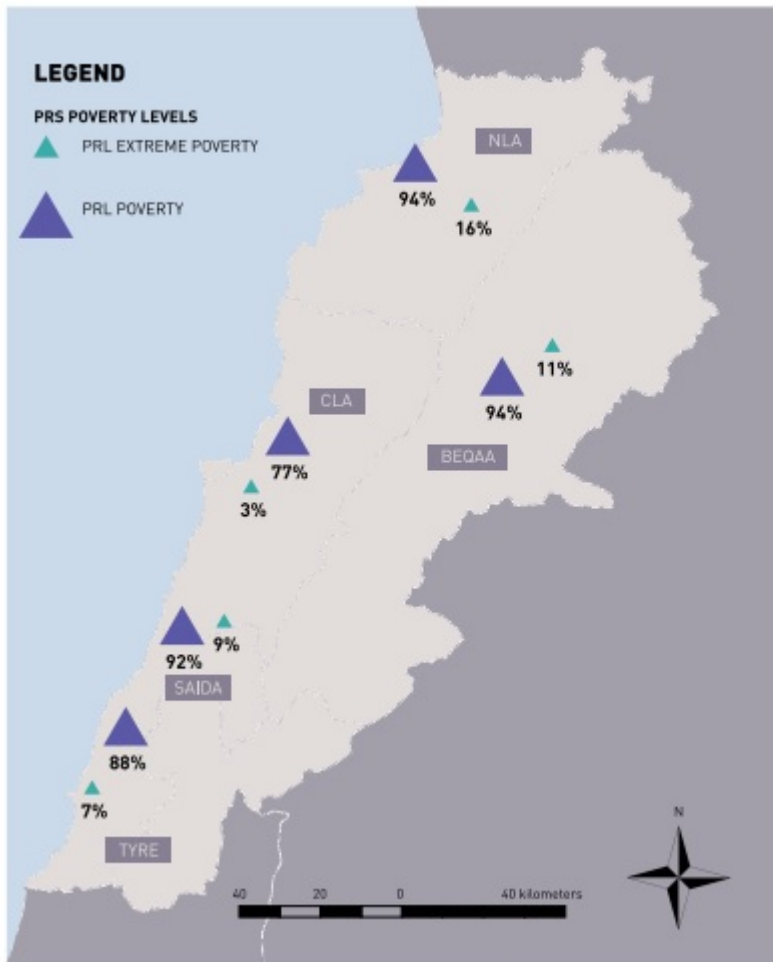 LEGEND
PRS POVERTY LEVELS
PRL EXTREME POVERTY
PRL POVERTY
NLA
94%
16%
11%
94%
CLA
BEQAA
77%
3%
9%
92%
SAIDA
88%
7%
TYRE
N
40 20 0 40 kilometers